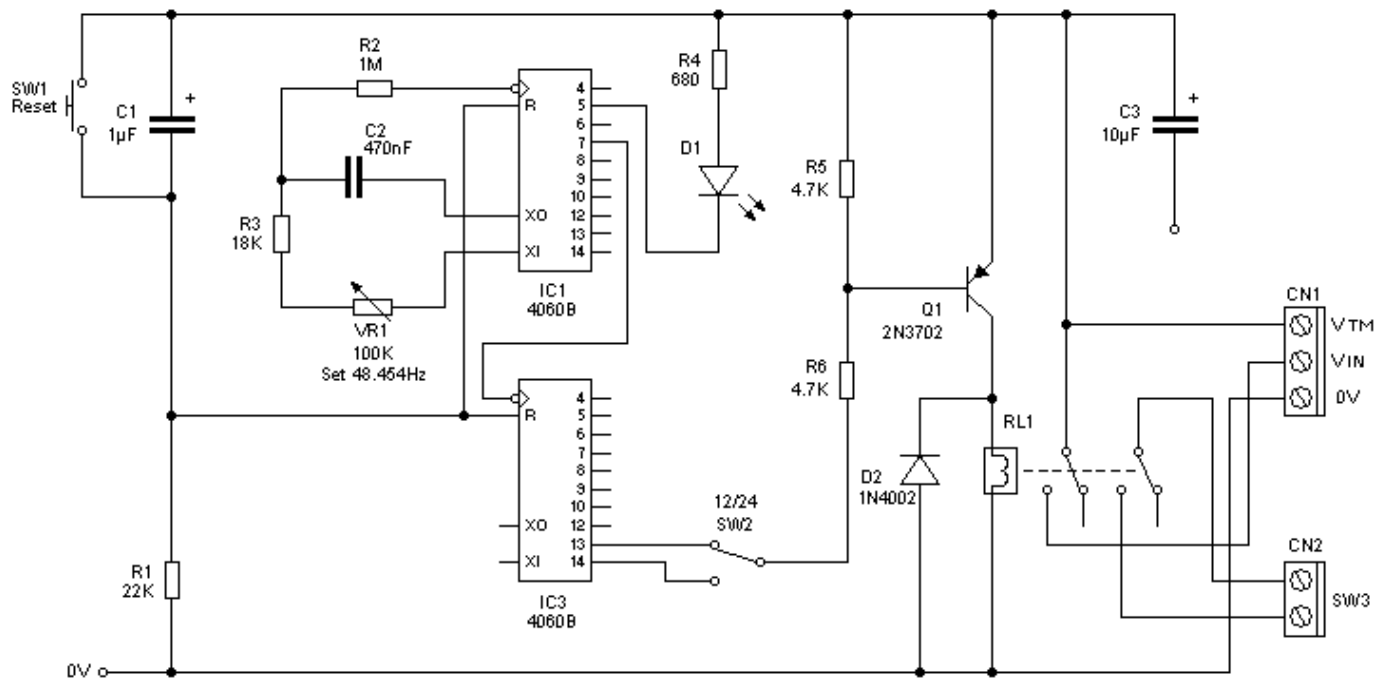 SW1
Reset
C1
1µF
+
R2
1M
C2
470nF
R3
18K
VR1
100K
Set 48.454Hz
R
XO
XI
4
5
6
7
8
9
10
12
13
14
IC1
4060B
R4
680
D1
R5
4.7K
R6
4.7K
Q1
2N3702
C3
10µF
+
CN1
VTM
VIN
0V
RL1
D2
1N4002
R
XO
XI
4
5
6
7
8
9
10
12
13
14
IC3
4060B
12/24
SW2
CN2
SW3
R1
22K
0V